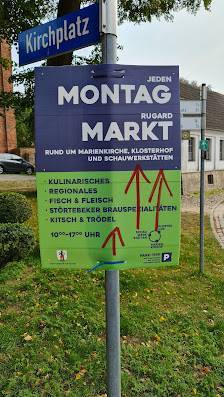 Kirchplatz
JEDEN
MONTAG
RUGARD
MARKT
RUND UM MARIENKIRCHE, KLOSTERHOF
UND SCHAUWERKSTÄTTEN
· KULINARISCHES
· REGIONALES
· FISCH & FLEISCH
· STÖRTEBEKER BRAUSPEZIALITÄTEN
· KITSCH & TRÖDEL
10:00-17:00 UHR
P